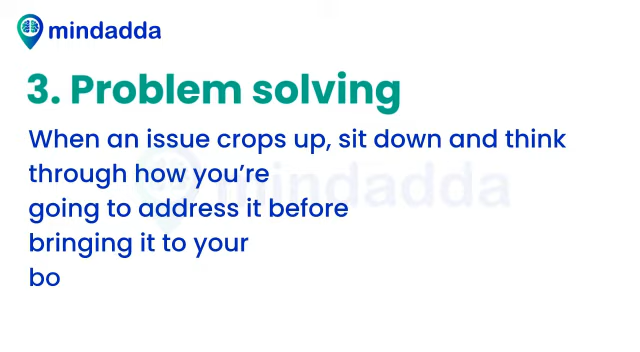 mindadda
3. Problem solving
When an issue crops up, sit down and think
through how you’re
going to address it before
bringing it to your
bo
mindadda